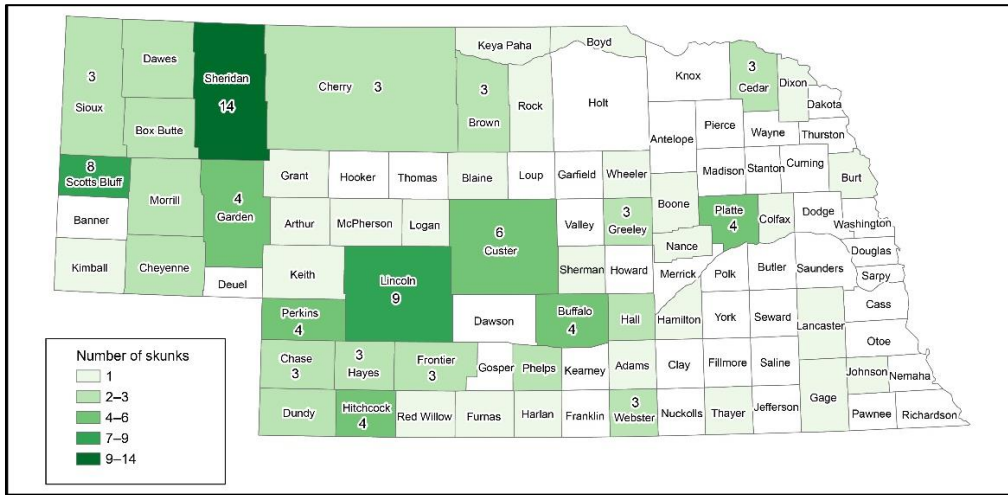 Keya Paha
Boyd
3
Sioux
Dawes
Sheridan
14
Cherry 3
3
Brown
Rock
Holt
Knox
3
Cedar
Dixon
Dakota
Box Butte
Antelope
Pierce
Wayne
Thurston
8
Scotts Bluff
Morrill
4
Garden
Grant
Hooker
Thomas
Blaine
Loup
Garfield
Wheeler
Madison
Stanton
Cuming
Burt
Banner
Arthur
McPherson
Logan
6
Custer
Valley
3
Greeley
Boone
Platte
4
Colfax
Dodge
Washington
Nance
Kimball
Cheyenne
Deuel
Keith
Lincoln
9
Sherman
Howard
Merrick
Polk
Butler
Saunders
Douglas
Sarpy
Perkins
4
Dawson
Buffalo
4
Hall
Hamilton
York
Seward
Lancaster
Cass
Otoe
Chase
3
3
Hayes
Frontier
3
Gosper
Phelps
Kearney
Adams
Clay
Fillmore
Saline
Johnson
Nemaha
Dundy
Hitchcock
4
Red Willow
Furnas
Harlan
Franklin
3
Webster
Nuckolls
Thayer
Jefferson
Gage
Pawnee
Richardson
Number of skunks
1
2–3
4–6
7–9
9–14